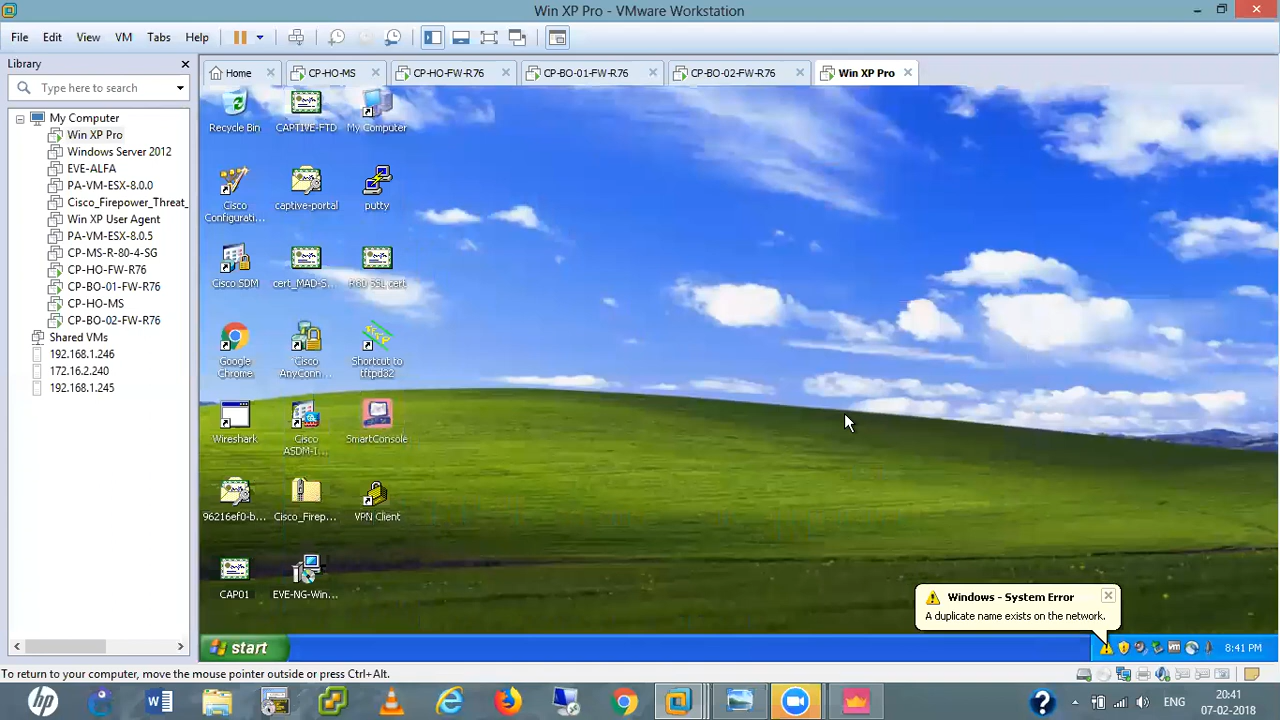 Win XP Pro - VMware Workstation
File Edit View VM Tabs Help
Library
Type here to search
My Computer
Win XP Pro
Windows Server 2012
EVE-ALFA
PA-VM-ESX-8.0.0
Cisco_Firepower_Threat_
Win XP User Agent
PA-VM-ESX-8.0.5
CP-MS-R-80-4-SG
CP-HO-FW-R76
CP-BO-01-FW-R76
CP-HO-MS
CP-BO-02-FW-R76
Shared VMs
192.168.1.246
172.16.2.240
192.168.1.245
Home CP-HO-MS CP-HO-FW-R76 CP-BO-01-FW-R76 CP-BO-02-FW-R76 Win XP Pro
Recycle Bin CAPTIVE-FTD My Computer
Cisco
Configurati... captive-portal putty
Cisco SDM cert_MAD-S... R80 SSL cert
Google
Chrome Cisco
AnyConn... Shortcut to
tftpd32
Wireshark Cisco
ASDM-I... SmartConsole
96216ef0-b... Cisco_Firep... VPN Client
CAP01 EVE-NG-Win...
Windows - System Error
A duplicate name exists on the network.
start 8:41 PM
To return to your computer, move the mouse pointer outside or press Ctrl+Alt.
ENG
20:41
07-02-2018